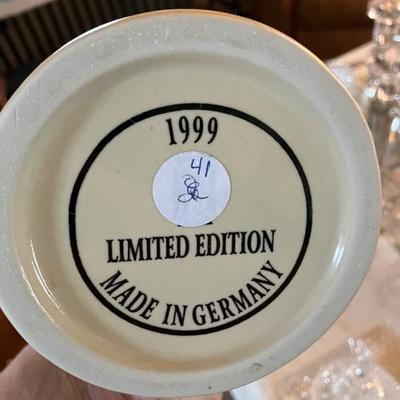 1999
41
LIMITED EDITION
MADE IN GERMANY